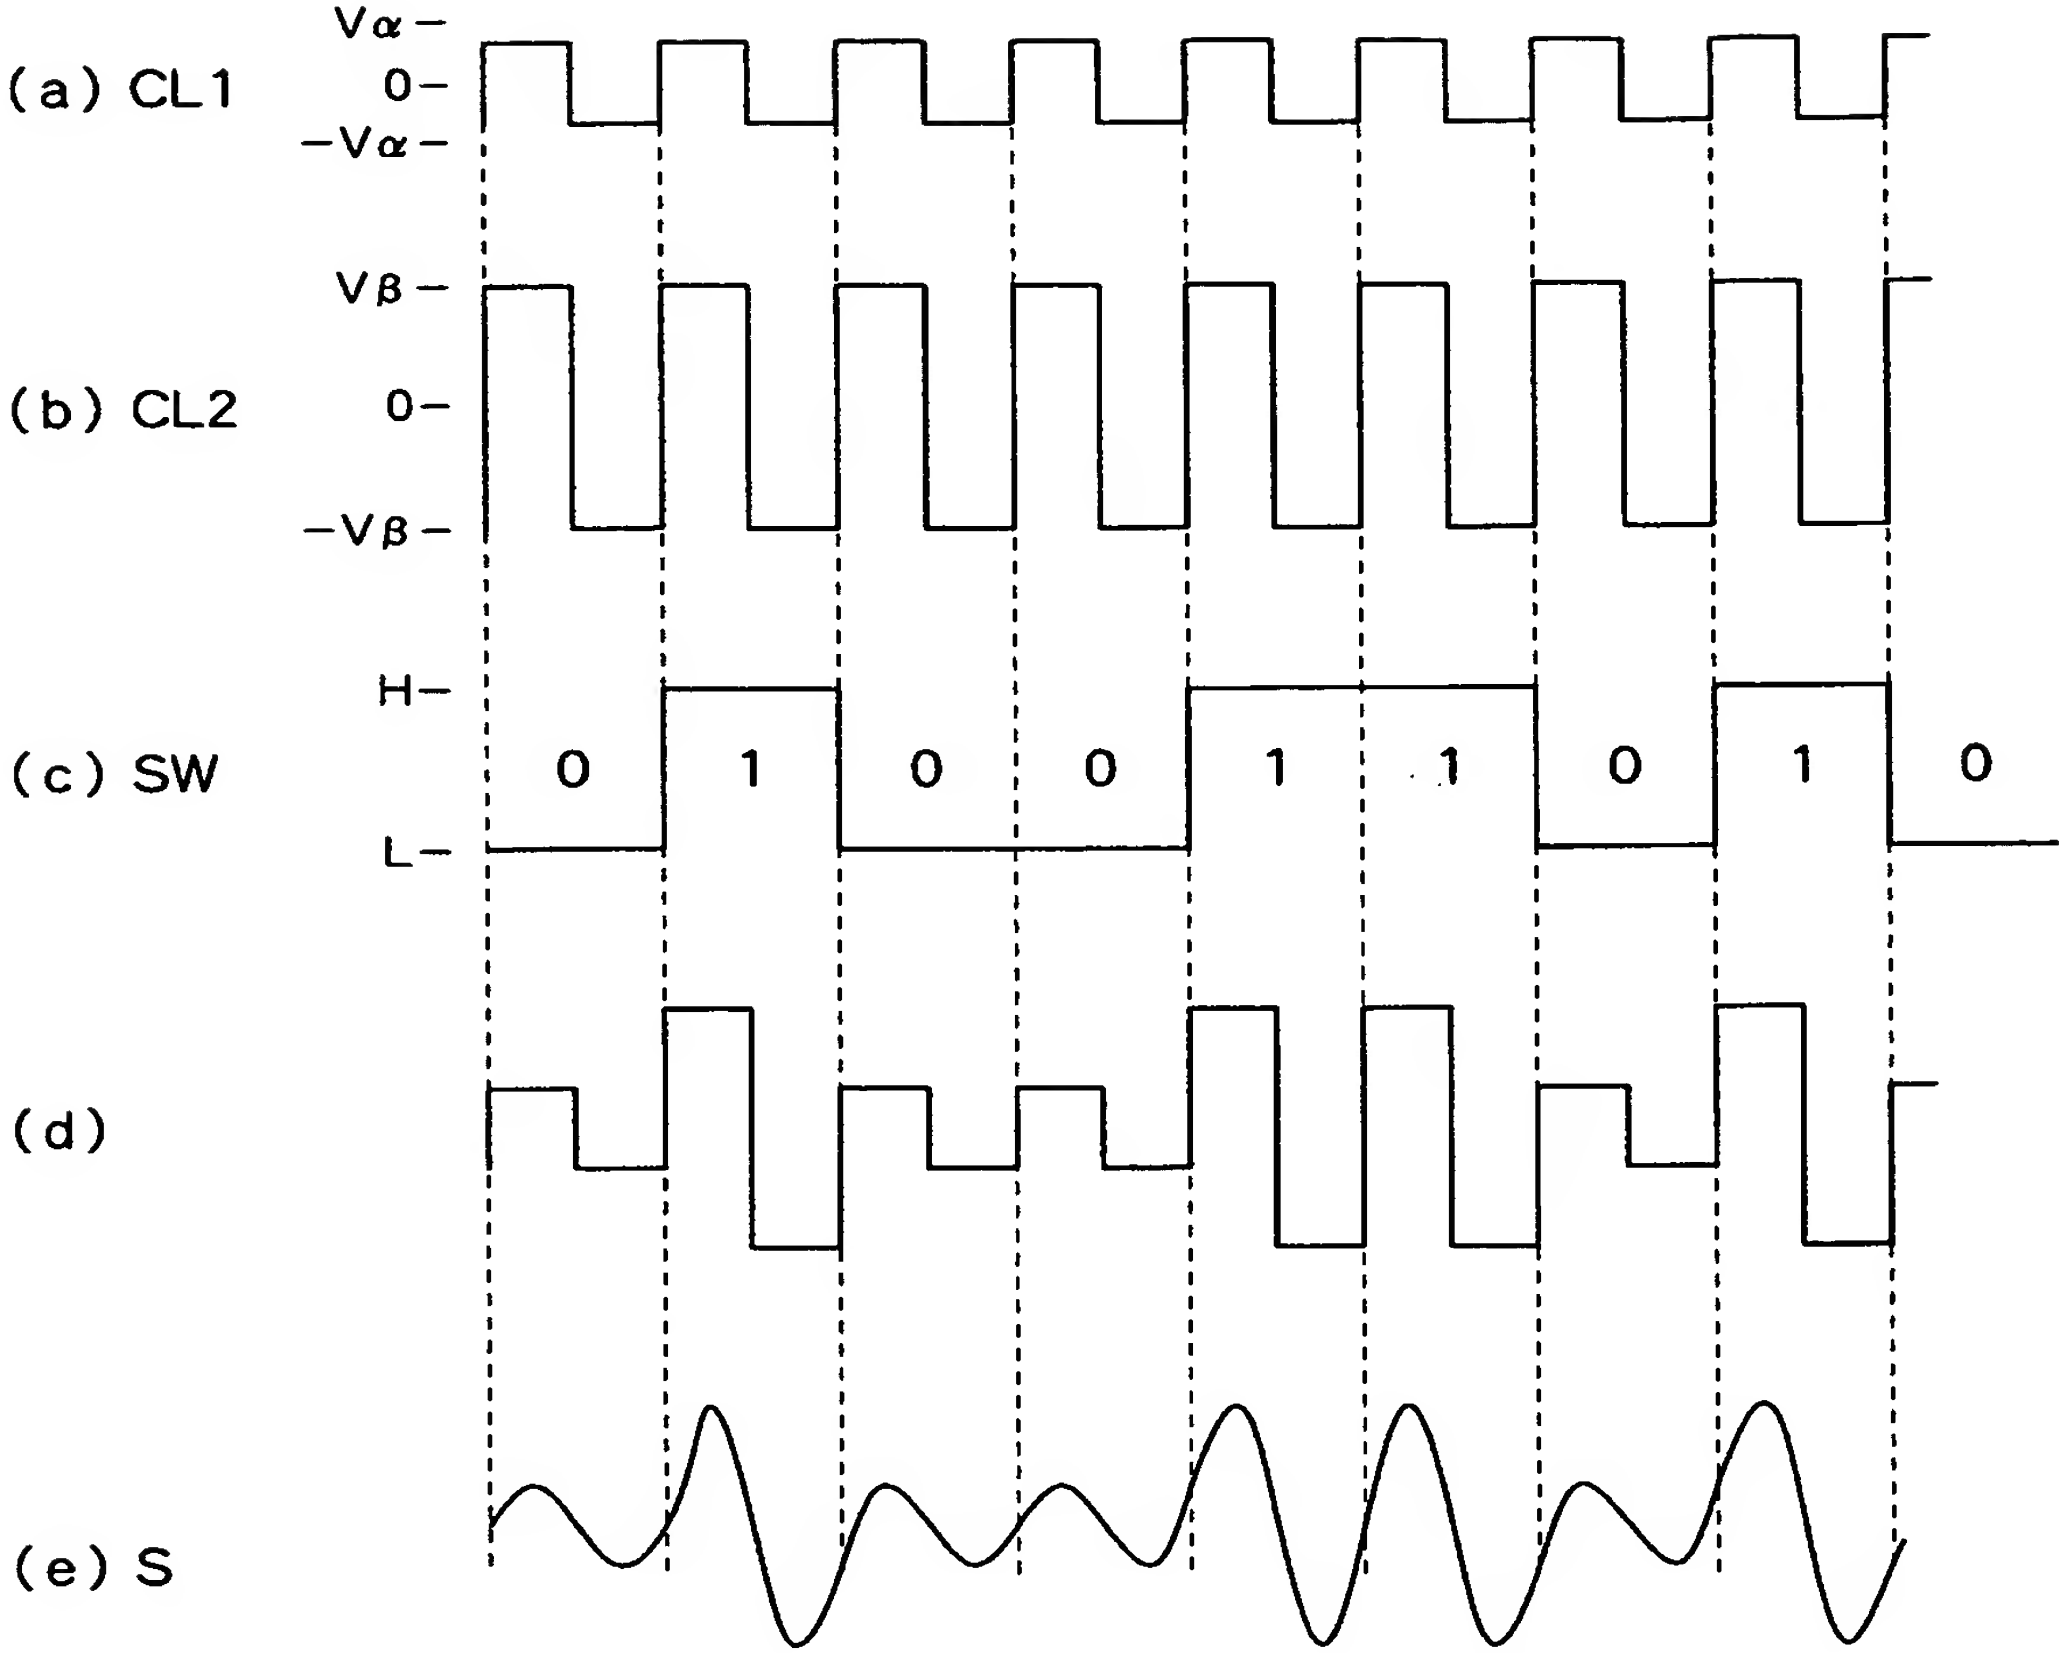 Vα
(a) CL1
0
-Vα
Vβ
(b) CL2
0
-Vβ
H
(c) SW
0 1 0 0 1 1 0 1 0
L
(d)
(e) S